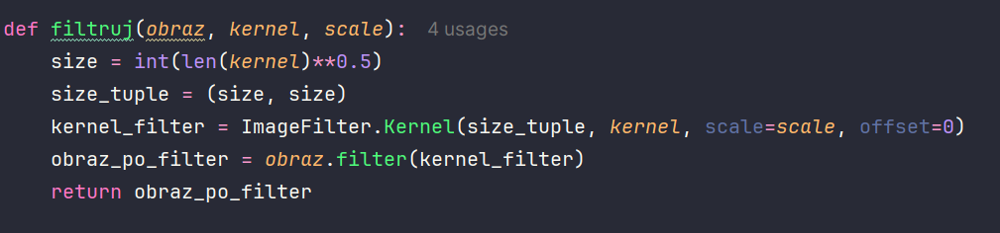 def filtruj(obraz, kernel, scale):   4 usages
    size = int(len(kernel)**0.5)
    size_tuple = (size, size)
    kernel_filter = ImageFilter.Kernel(size_tuple, kernel, scale=scale, offset=0)
    obraz_po_filter = obraz.filter(kernel_filter)
    return obraz_po_filter